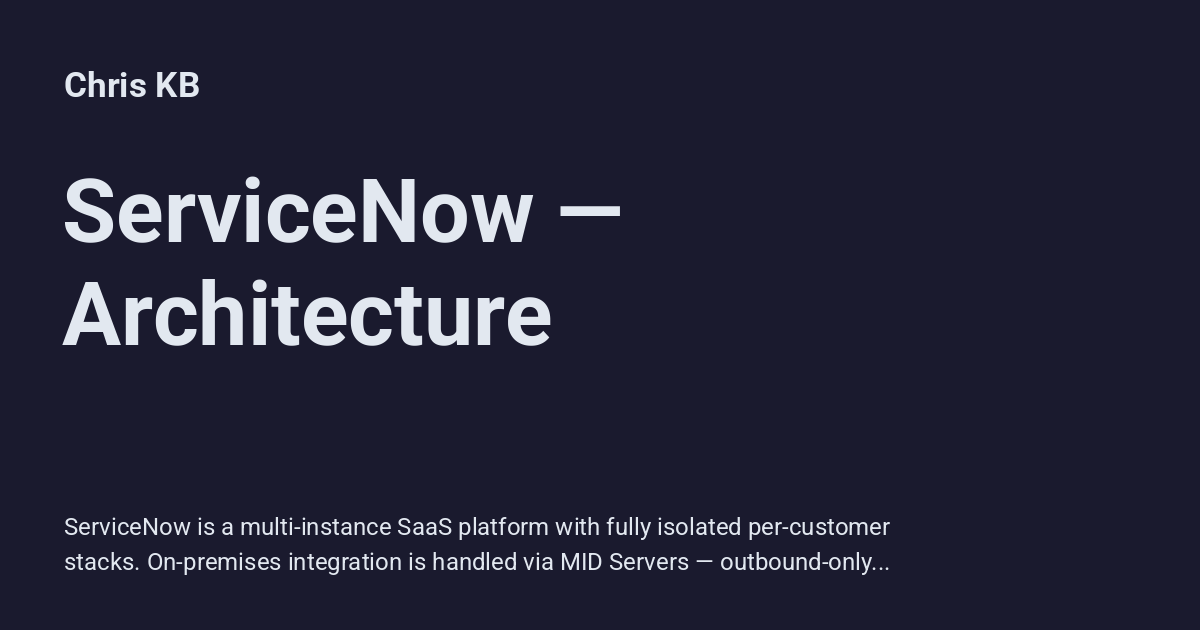 Chris KB
ServiceNow —
Architecture
ServiceNow is a multi-instance SaaS platform with fully isolated per-customer
stacks. On-premises integration is handled via MID Servers — outbound-only...